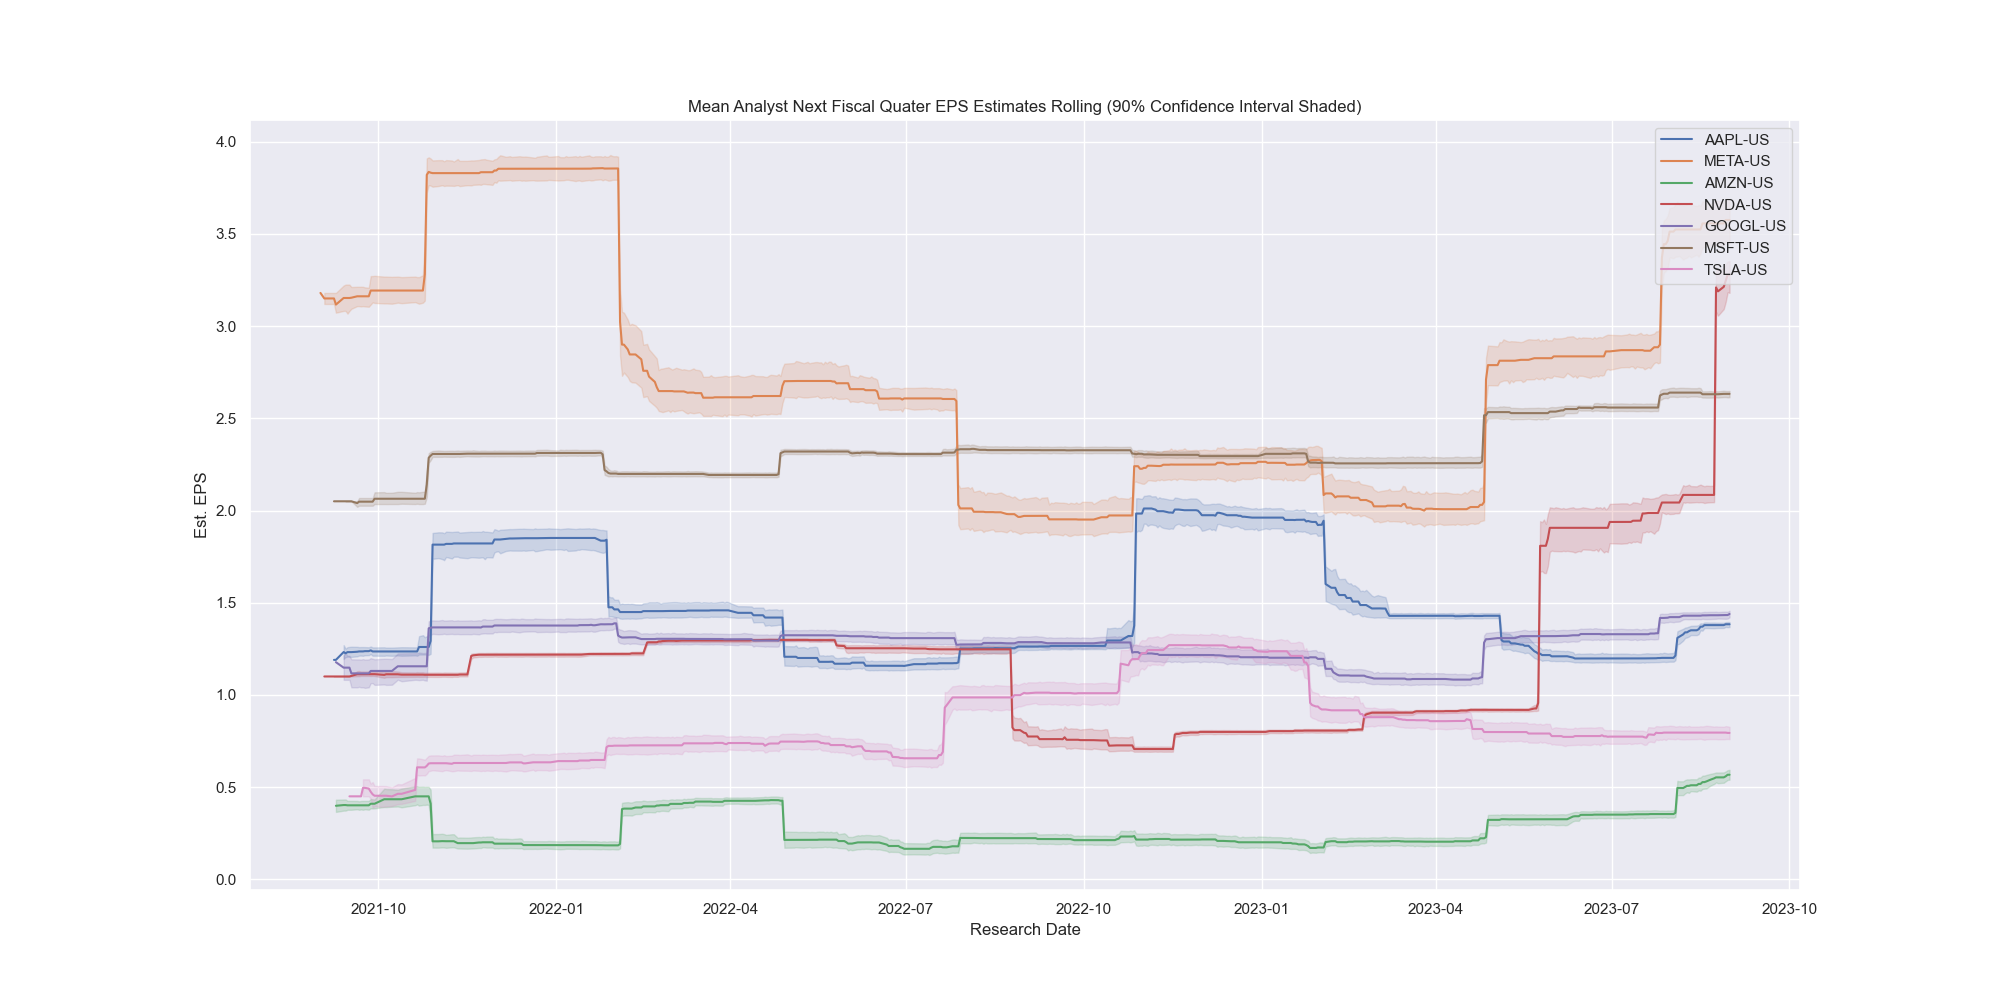 Mean Analyst Next Fiscal Quater EPS Estimates Rolling (90% Confidence Interval Shaded)
4.0
3.5
3.0
2.5
2.0
1.5
1.0
0.5
0.0
Est. EPS
AAPL-US
META-US
AMZN-US
NVDA-US
GOOGL-US
MSFT-US
TSLA-US
2021-10
2022-01
2022-04
2022-07
2022-10
2023-01
2023-04
2023-07
2023-10
Research Date